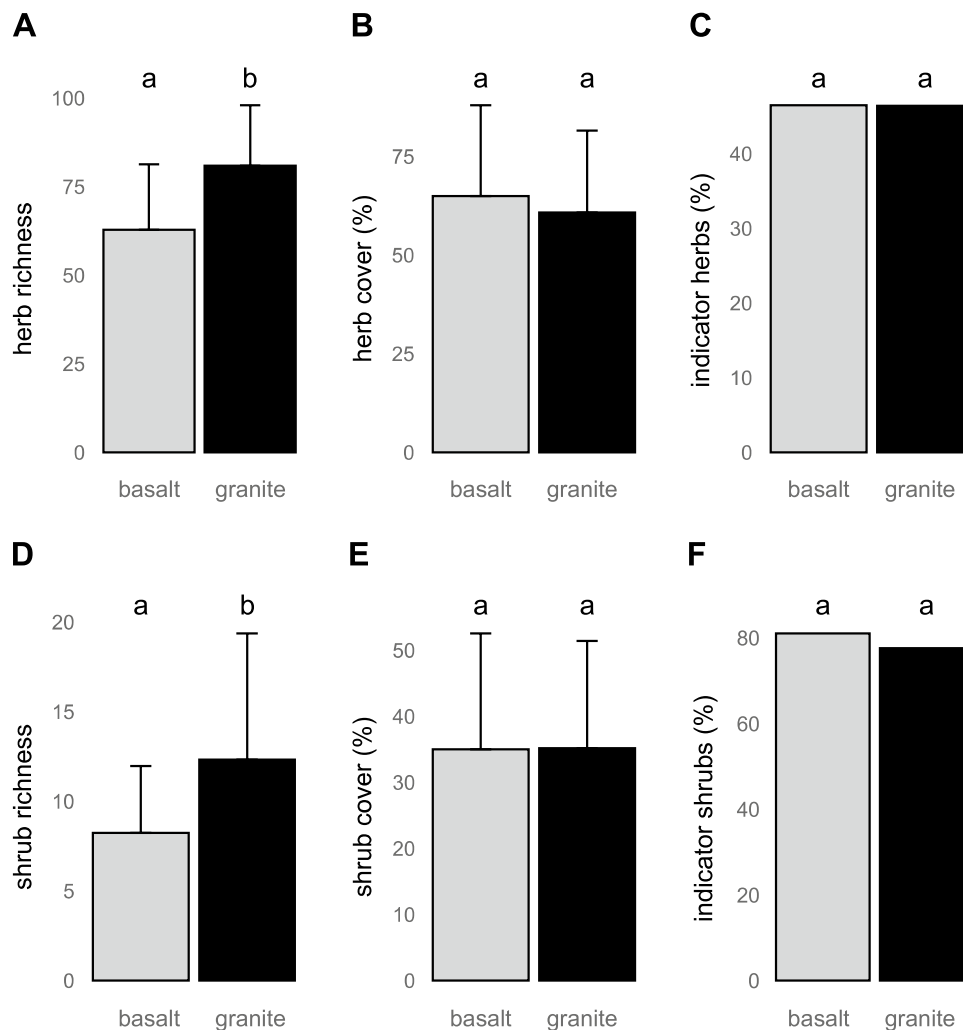 A
a b
herb richness
100
75
50
25
0
basalt granite
B
a a
herb cover (%)
75
50
25
0
basalt granite
C
a a
indicator herbs (%)
40
30
20
10
0
basalt granite
D
a b
shrub richness
20
15
10
5
0
basalt granite
E
a a
shrub cover (%)
50
40
30
20
10
0
basalt granite
F
a a
indicator shrubs (%)
80
60
40
20
0
basalt granite